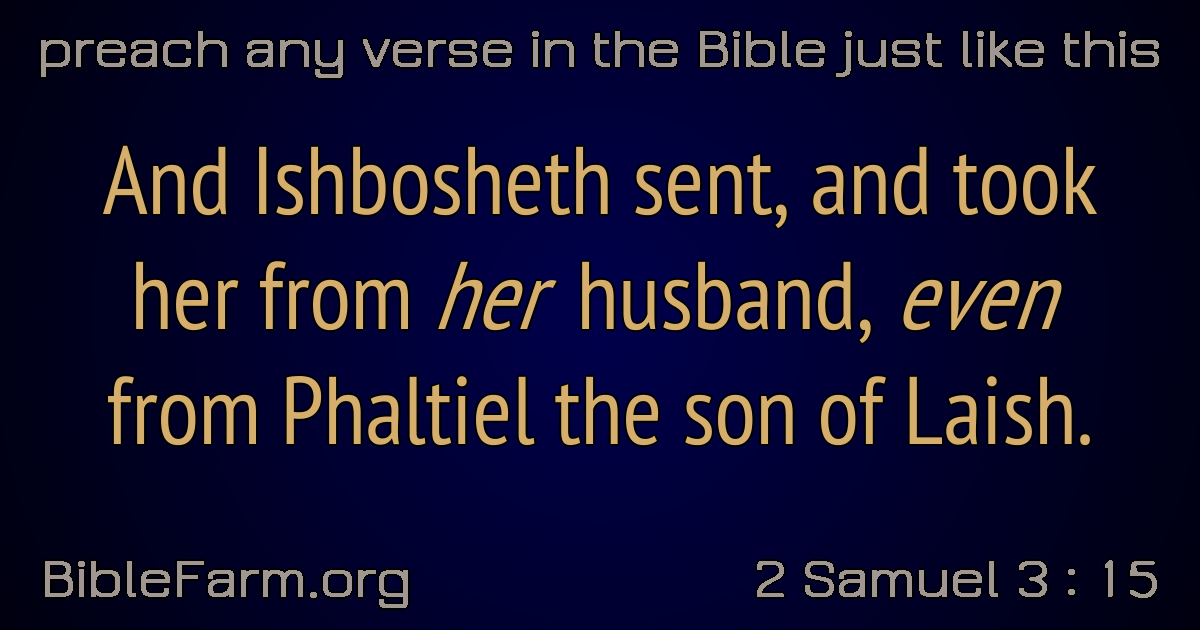 preach any verse in the Bible just like this
And Ishbosheth sent, and took
her from her husband, even
from Phaltiel the son of Laish.
BibleFarm.org
2 Samuel 3 : 15